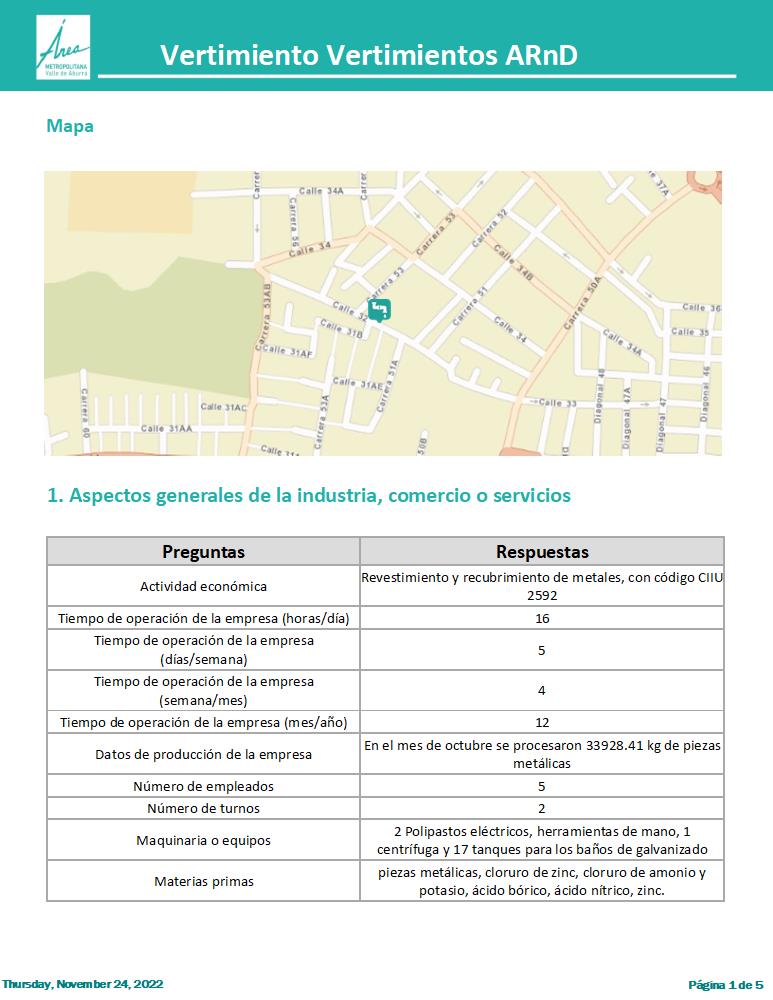 Área
METROPOLITANA
Valle de Aburrá
Vertimiento Vertimientos ARnD
Mapa
Carrer
Calle 34A
Carrer
37A
Carrera 56
Carrera 53
Carrera 52
Calle 34
Calle 34B
Carrera 53
Carrera 50A
Carrera 53AB
Calle 32
Carrera 51
Calle 36
Calle 31B
Calle 34
Calle 35
Calle 34A
Calle 31AF
Carrera 51A
Calle 31AE
Diagonal 48
Diagonal 46
Carrera 60
Calle 31AC
Carrera 53A
Calle 33
Diagonal 47A
Diagonal 47
Calle 31AA
50B
Calle 31
1. Aspectos generales de la industria, comercio o servicios
Preguntas
Respuestas
Actividad económica
Revestimiento y recubrimiento de metales, con código CIIU
2592
Tiempo de operación de la empresa (horas/día)
16
Tiempo de operación de la empresa
(días/semana)
5
Tiempo de operación de la empresa
(semana/mes)
4
Tiempo de operación de la empresa (mes/año)
12
Datos de producción de la empresa
En el mes de octubre se procesaron 33928.41 kg de piezas
metálicas
Número de empleados
5
Número de turnos
2
Maquinaria o equipos
2 Polipastos eléctricos, herramientas de mano, 1
centrífuga y 17 tanques para los baños de galvanizado
Materias primas
piezas metálicas, cloruro de zinc, cloruro de amonio y
potasio, ácido bórico, ácido nítrico, zinc.
Thursday, November 24, 2022
Página 1 de 5